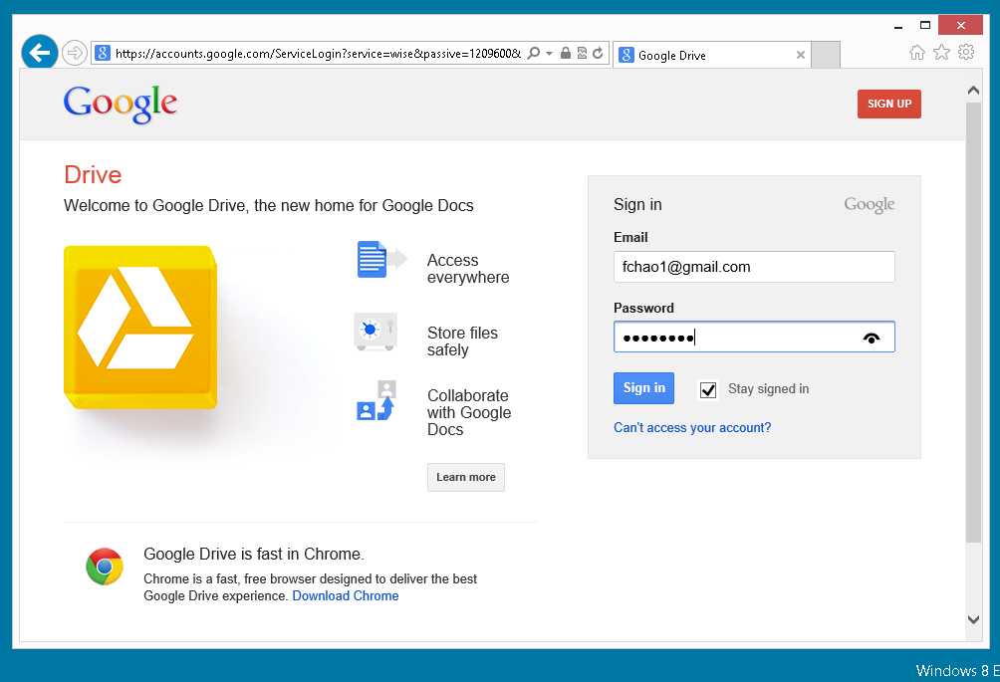 https://accounts.google.com/ServiceLogin?service=wise&passive=1209600&
Google Drive
Google
SIGN UP
Drive
Welcome to Google Drive, the new home for Google Docs
Access
everywhere
Store files
safely
Collaborate
with Google
Docs
Learn more
Sign in
Google
Email
fchao1@gmail.com
Password
Sign in
Stay signed in
Can't access your account?
Google Drive is fast in Chrome.
Chrome is a fast, free browser designed to deliver the best
Google Drive experience. Download Chrome
Windows 8 E